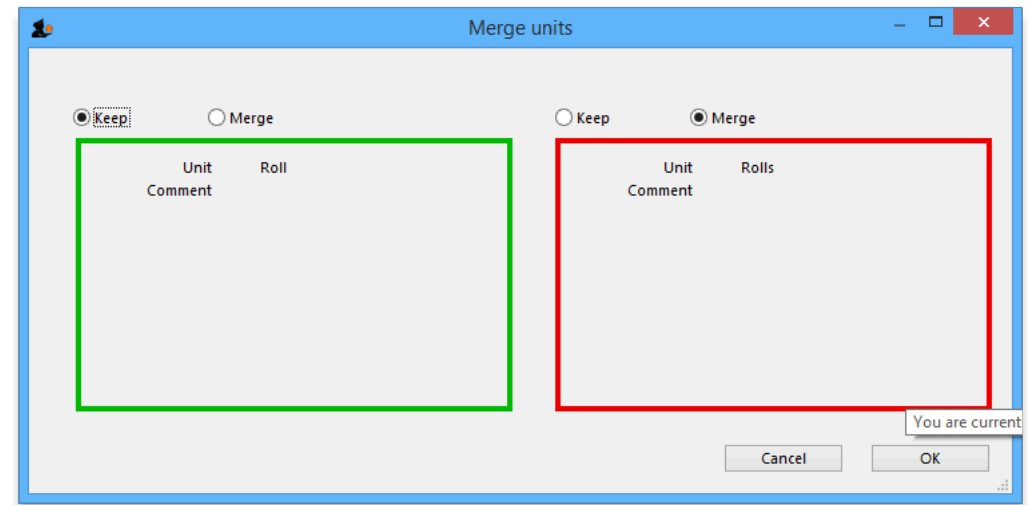 Merge units
Keep Merge Keep Merge
Unit Roll
Comment
Unit Rolls
Comment
You are current
Cancel OK